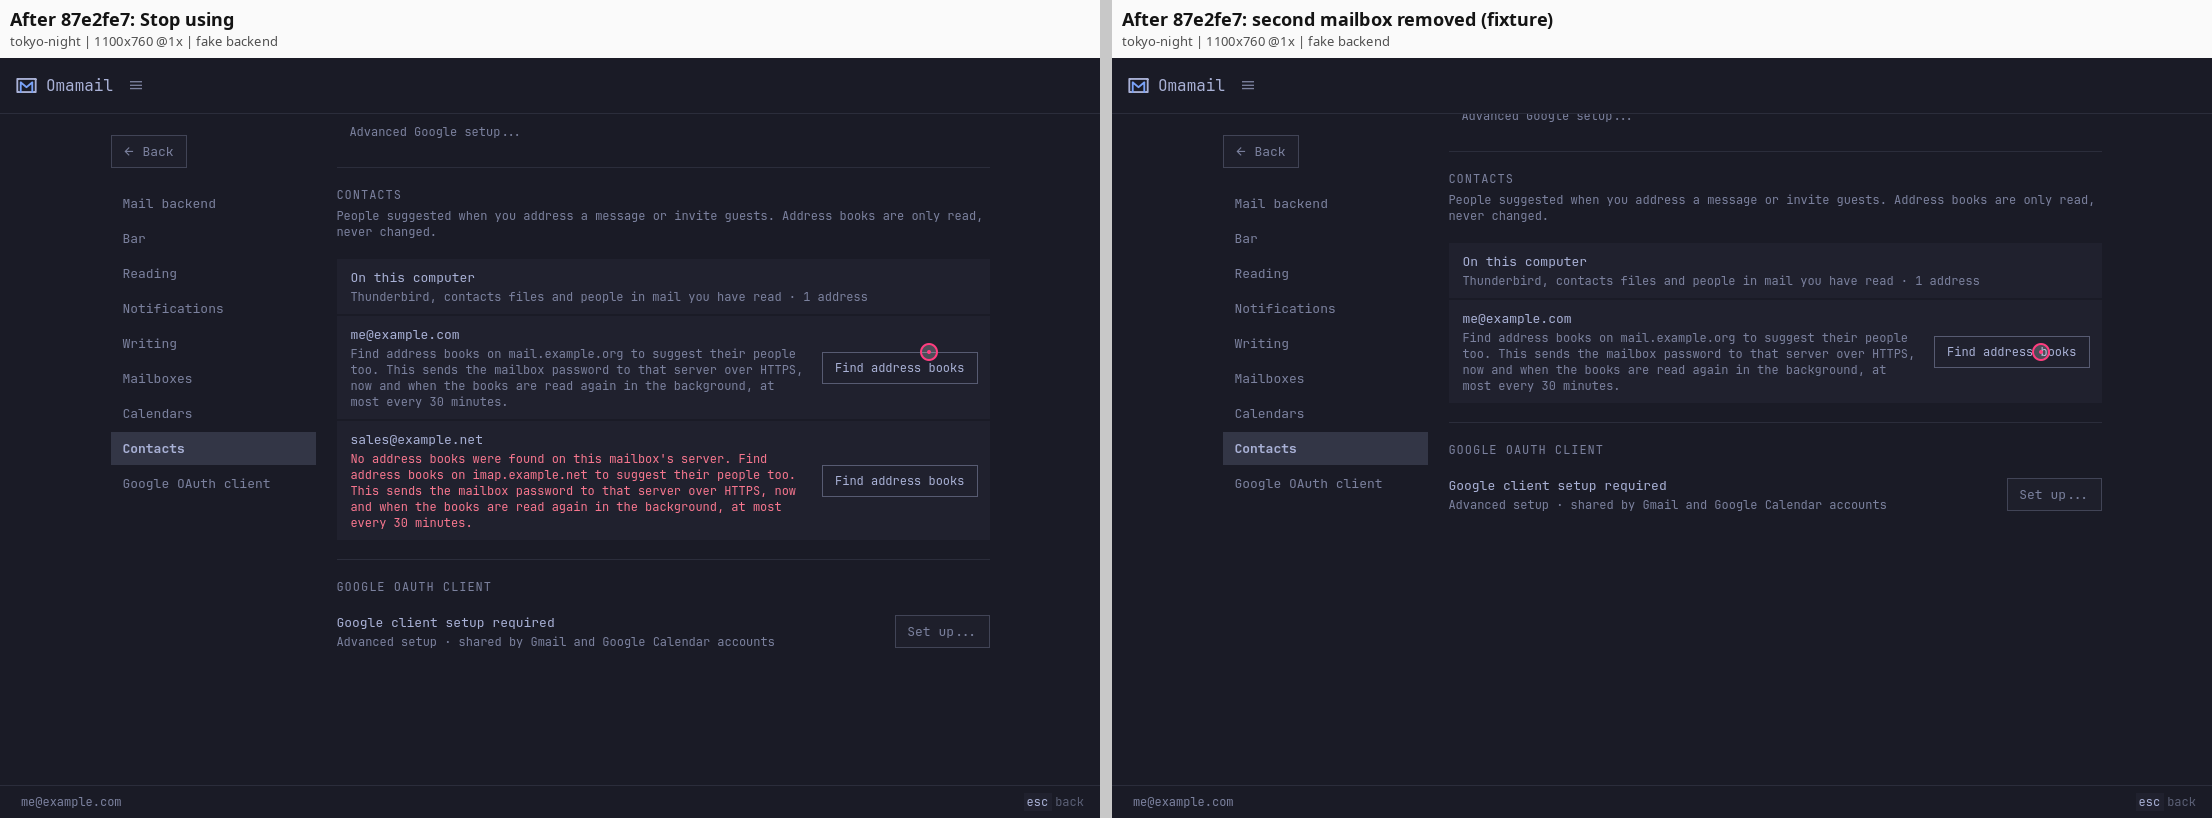 After 87e2fe7: Stop using
tokyo-night | 1100x760 @1x | fake backend
Omamail
← Back
Mail backend
Bar
Reading
Notifications
Writing
Mailboxes
Calendars
Contacts
Google OAuth client
Advanced Google setup...
CONTACTS
People suggested when you address a message or invite guests. Address books are only read,
never changed.
On this computer
Thunderbird, contacts files and people in mail you have read · 1 address
me@example.com
Find address books on mail.example.org to suggest their people
too. This sends the mailbox password to that server over HTTPS,
now and when the books are read again in the background, at
most every 30 minutes.
Find address books
sales@example.net
No address books were found on this mailbox's server. Find
address books on imap.example.net to suggest their people too.
This sends the mailbox password to that server over HTTPS, now
and when the books are read again in the background, at most
every 30 minutes.
Find address books
GOOGLE OAUTH CLIENT
Google client setup required
Advanced setup · shared by Gmail and Google Calendar accounts
Set up...
me@example.com
esc back
After 87e2fe7: second mailbox removed (fixture)
tokyo-night | 1100x760 @1x | fake backend
Omamail
← Back
Mail backend
Bar
Reading
Notifications
Writing
Mailboxes
Calendars
Contacts
Google OAuth client
Advanced Google setup...
CONTACTS
People suggested when you address a message or invite guests. Address books are only read,
never changed.
On this computer
Thunderbird, contacts files and people in mail you have read · 1 address
me@example.com
Find address books on mail.example.org to suggest their people
too. This sends the mailbox password to that server over HTTPS,
now and when the books are read again in the background, at
most every 30 minutes.
Find address books
GOOGLE OAUTH CLIENT
Google client setup required
Advanced setup · shared by Gmail and Google Calendar accounts
Set up...
me@example.com
esc back